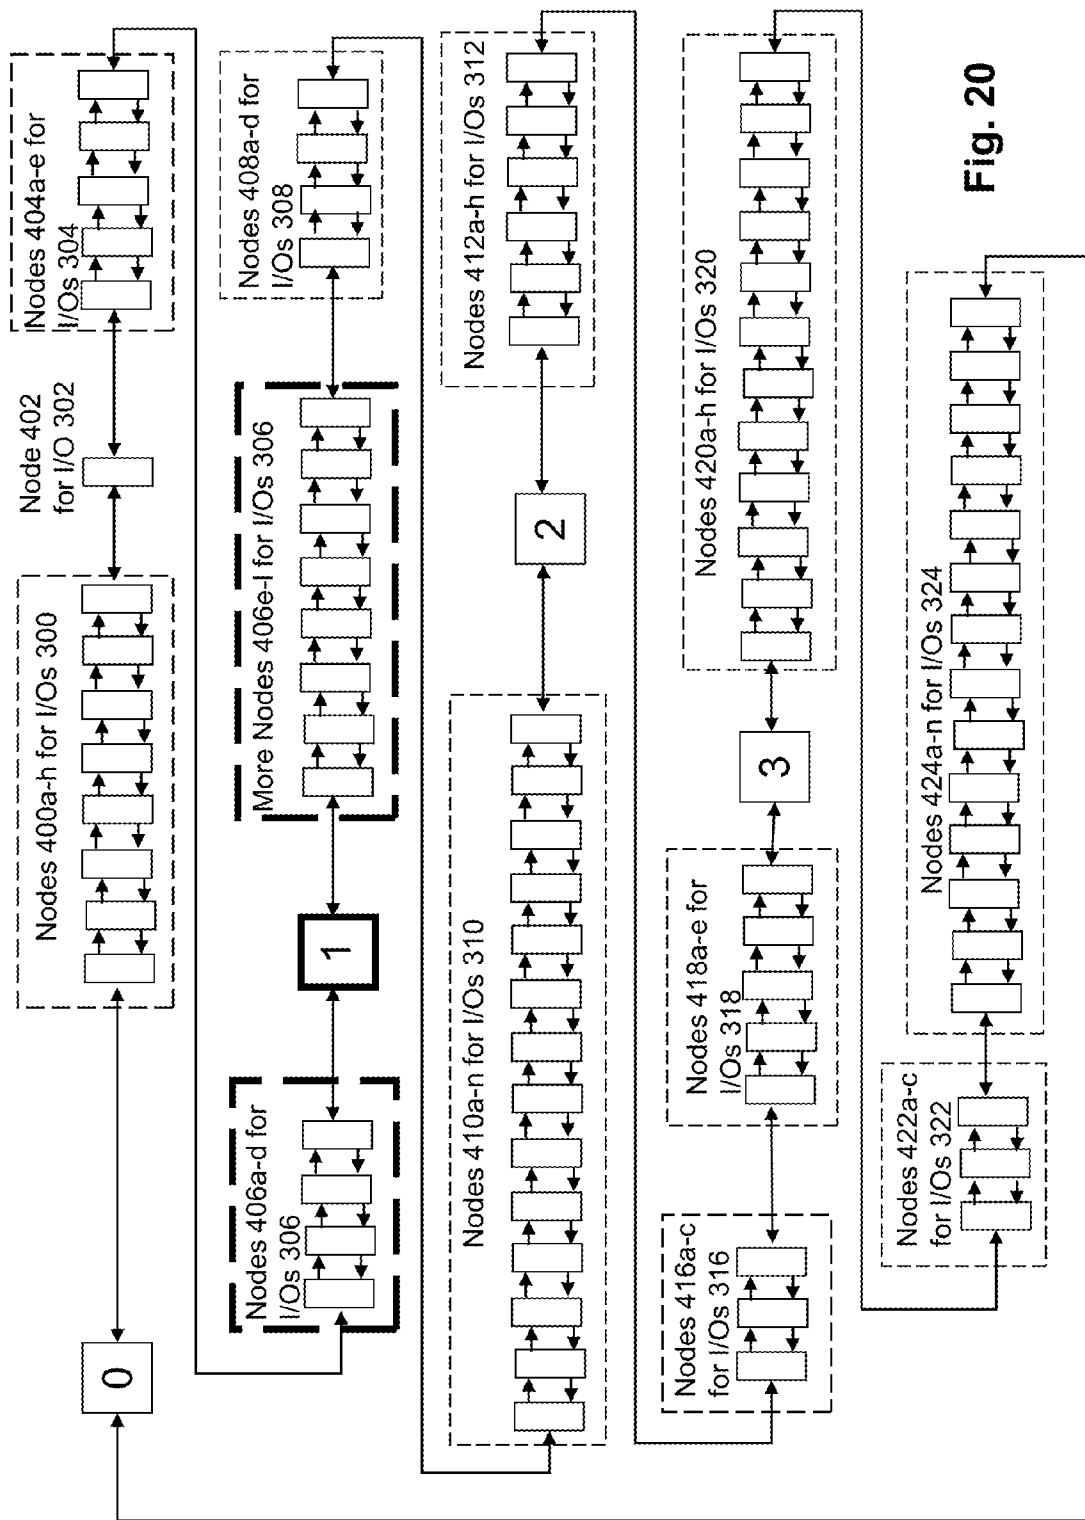 0
Nodes 400a-h for I/Os 300
Node 402
for I/O 302
Nodes 404a-e for
I/Os 304
Nodes 406a-d for
I/Os 306
1
More Nodes 406e-l for I/Os 306
Nodes 408a-d for
I/Os 308
Nodes 410a-n for I/Os 310
2
Nodes 412a-h for I/Os 312
Nodes 416a-c
for I/Os 316
Nodes 418a-e for
I/Os 318
3
Nodes 420a-h for I/Os 320
Nodes 422a-c
for I/Os 322
Nodes 424a-n for I/Os 324
Fig. 20